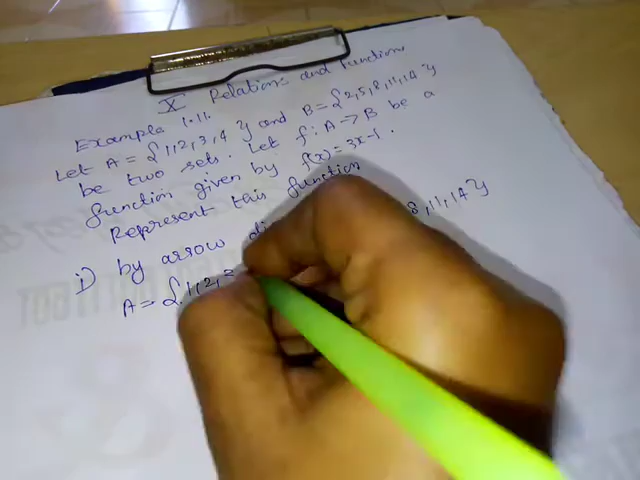 X Relations and Functions
Example 1.11.
Let A = {1,2,3,4} and B = {2,5,8,11,14}
be two sets. Let f: A → B be a
function given by f(x) = 3x-1.
Represent this function
i) by arrow
A = {1,2, 8,11,14}